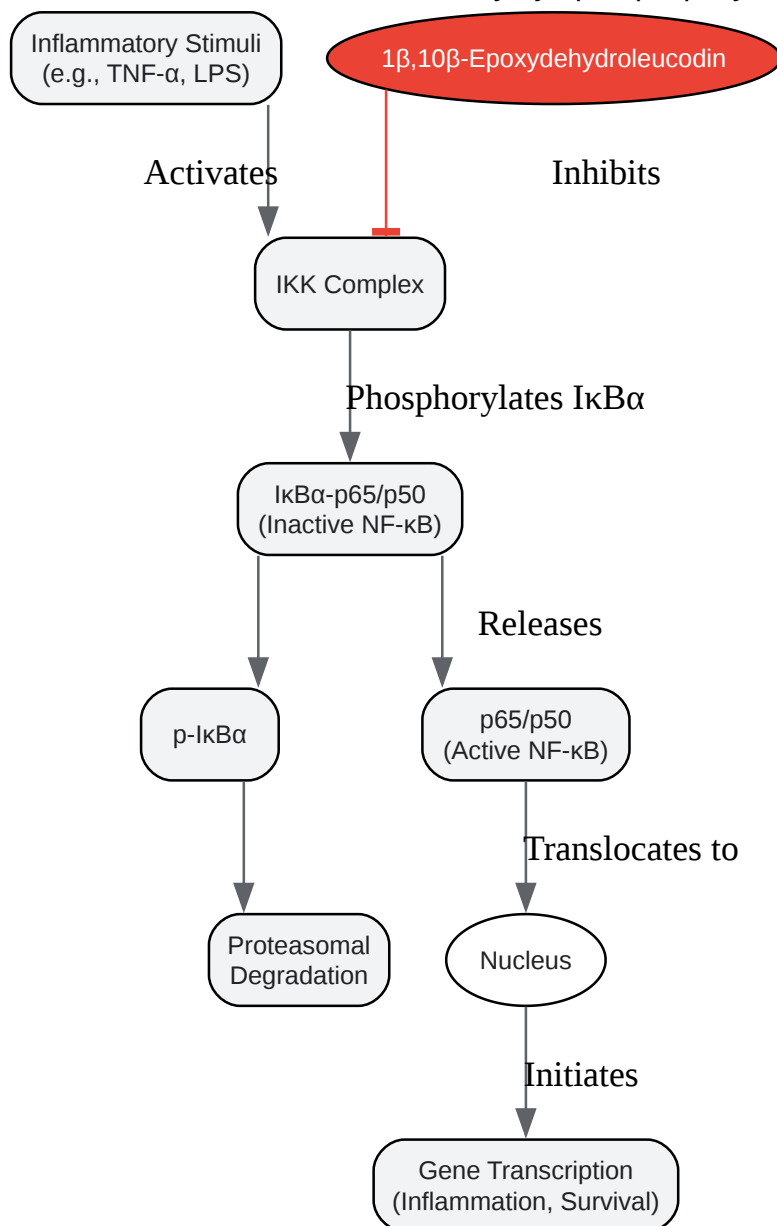 Inflammatory Stimuli
(e.g., TNF-α, LPS)
1β,10β-Epoxydehydroleucodin
Activates
Inhibits
IKK Complex
Phosphorylates IκBα
IκBα-p65/p50
(Inactive NF-κB)
Releases
p-IκBα
p65/p50
(Active NF-κB)
Translocates to
Proteasomal
Degradation
Nucleus
Initiates
Gene Transcription
(Inflammation, Survival)